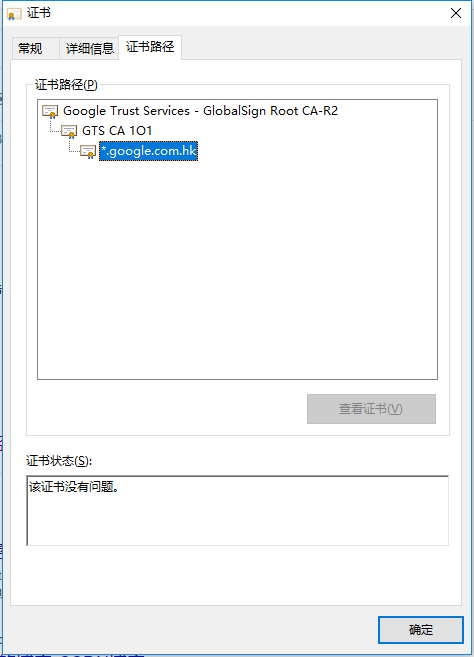 证书
常规 详细信息 证书路径
证书路径(P)
Google Trust Services - GlobalSign Root CA-R2
GTS CA 1O1
*.google.com.hk
查看证书(V)
证书状态(S):
该证书没有问题。
确定